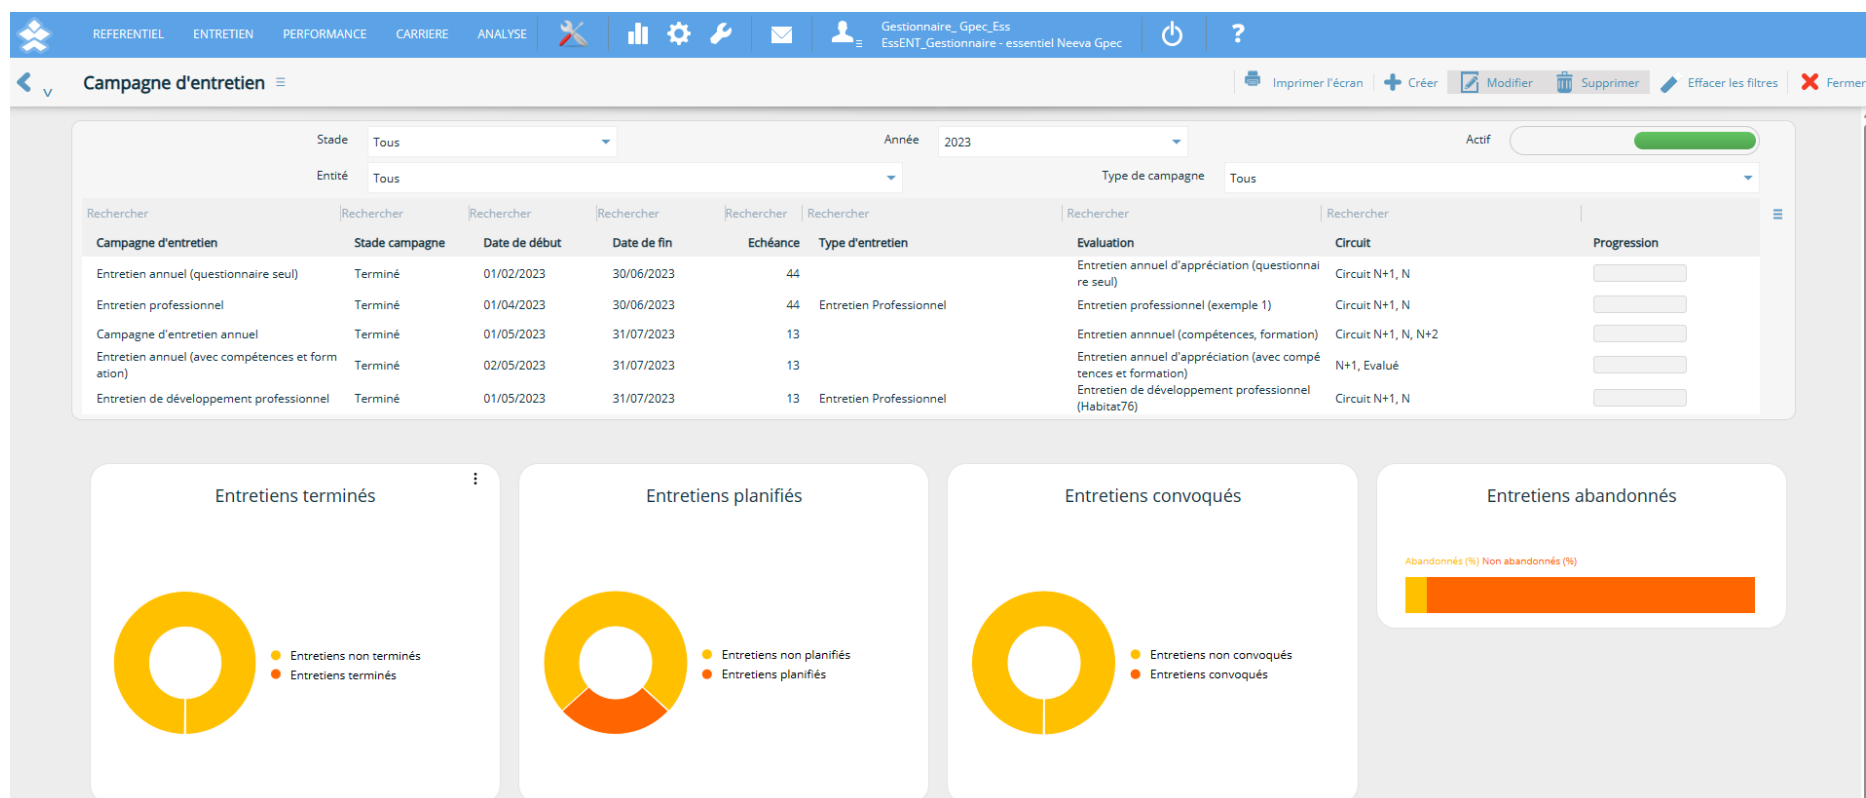 REFERENTIEL ENTRETIEN PERFORMANCE CARRIERE ANALYSE
Gestionnaire_ Gpec_Ess
EssENT_Gestionnaire - essentiel Neeva Gpec
?
Campagne d'entretien
Imprimer l'écran Créer Modifier Supprimer Effacer les filtres Fermer
Stade Tous Année 2023 Actif
Entité Tous Type de campagne Tous
Rechercher Rechercher Rechercher Rechercher Rechercher Rechercher Rechercher Rechercher
Campagne d'entretien Stade campagne Date de début Date de fin Echéance Type d'entretien Evaluation Circuit Progression
Entretien annuel (questionnaire seul) Terminé 01/02/2023 30/06/2023 44 Entretien annuel d'appréciation (questionnai
re seul) Circuit N+1, N
Entretien professionnel Terminé 01/04/2023 30/06/2023 44 Entretien Professionnel Entretien professionnel (exemple 1) Circuit N+1, N
Campagne d'entretien annuel Terminé 01/05/2023 31/07/2023 13 Entretien annnuel (compétences, formation) Circuit N+1, N, N+2
Entretien annuel (avec compétences et form
ation) Terminé 02/05/2023 31/07/2023 13 Entretien annuel d'appréciation (avec compé
tences et formation) N+1, Evalué
Entretien de développement professionnel Terminé 01/05/2023 31/07/2023 13 Entretien Professionnel Entretien de développement professionnel
(Habitat76) Circuit N+1, N
Entretiens terminés
Entretiens non terminés
Entretiens terminés
Entretiens planifiés
Entretiens non planifiés
Entretiens planifiés
Entretiens convoqués
Entretiens non convoqués
Entretiens convoqués
Entretiens abandonnés
Abandonnés (%) Non abandonnés (%)